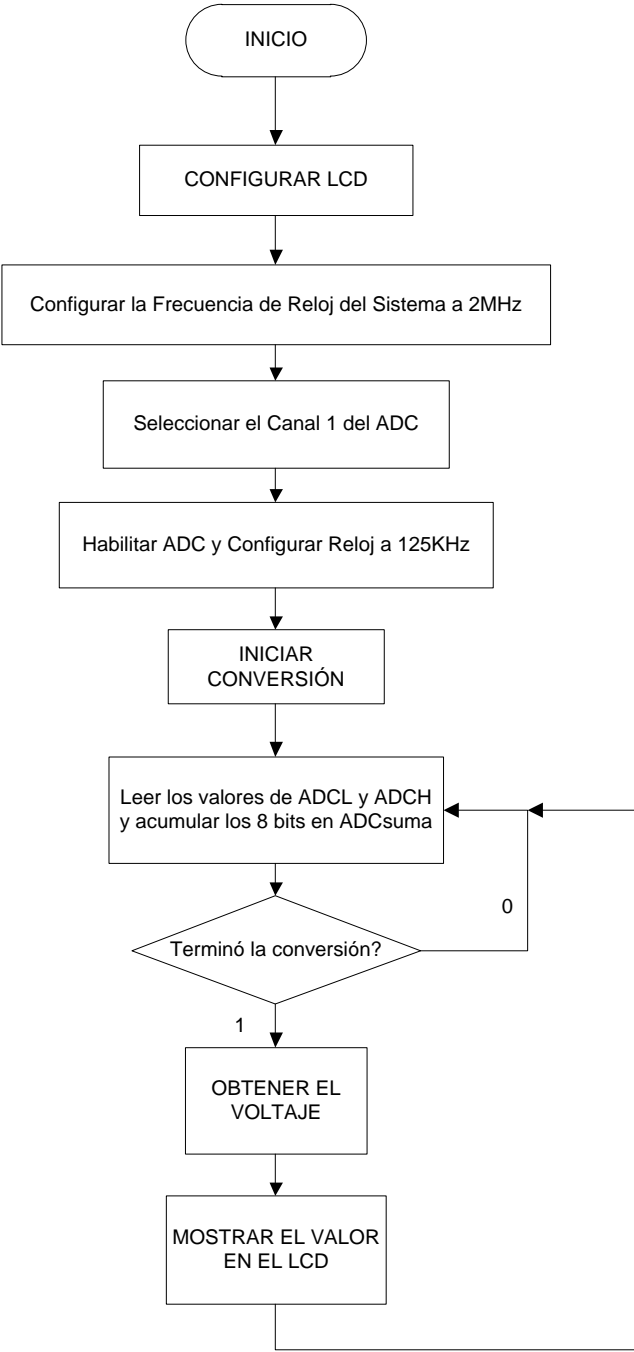 INICIO
CONFIGURAR LCD
Configurar la Frecuencia de Reloj del Sistema a 2MHz
Seleccionar el Canal 1 del ADC
Habilitar ADC y Configurar Reloj a 125KHz
INICIAR
CONVERSIÓN
Leer los valores de ADCL y ADCH
y acumular los 8 bits en ADCsuma
0
Terminó la conversión?
1
OBTENER EL
VOLTAJE
MOSTRAR EL VALOR
EN EL LCD